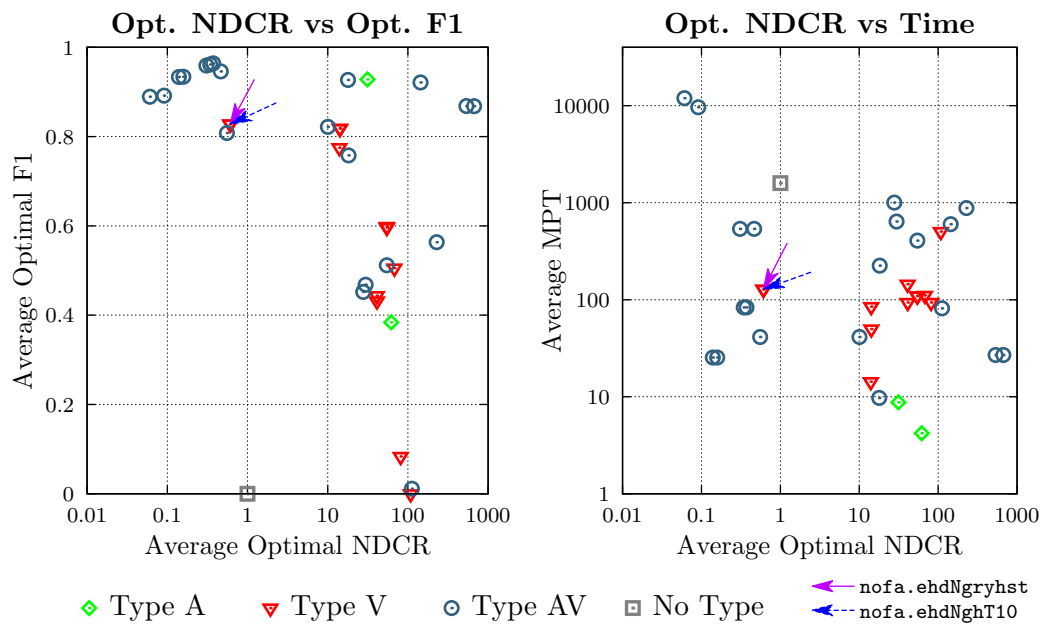 Opt. NDCR vs Opt. F1
1
0.8
0.6
0.4
0.2
0
0.01 0.1 1 10 100 1000
Average Optimal F1
Average Optimal NDCR
Opt. NDCR vs Time
10000
1000
100
10
1
0.01 0.1 1 10 100 1000
Average MPT
Average Optimal NDCR
Type A
Type V
Type AV
No Type
nofa.ehdNgryhst
nofa.ehdNghT10